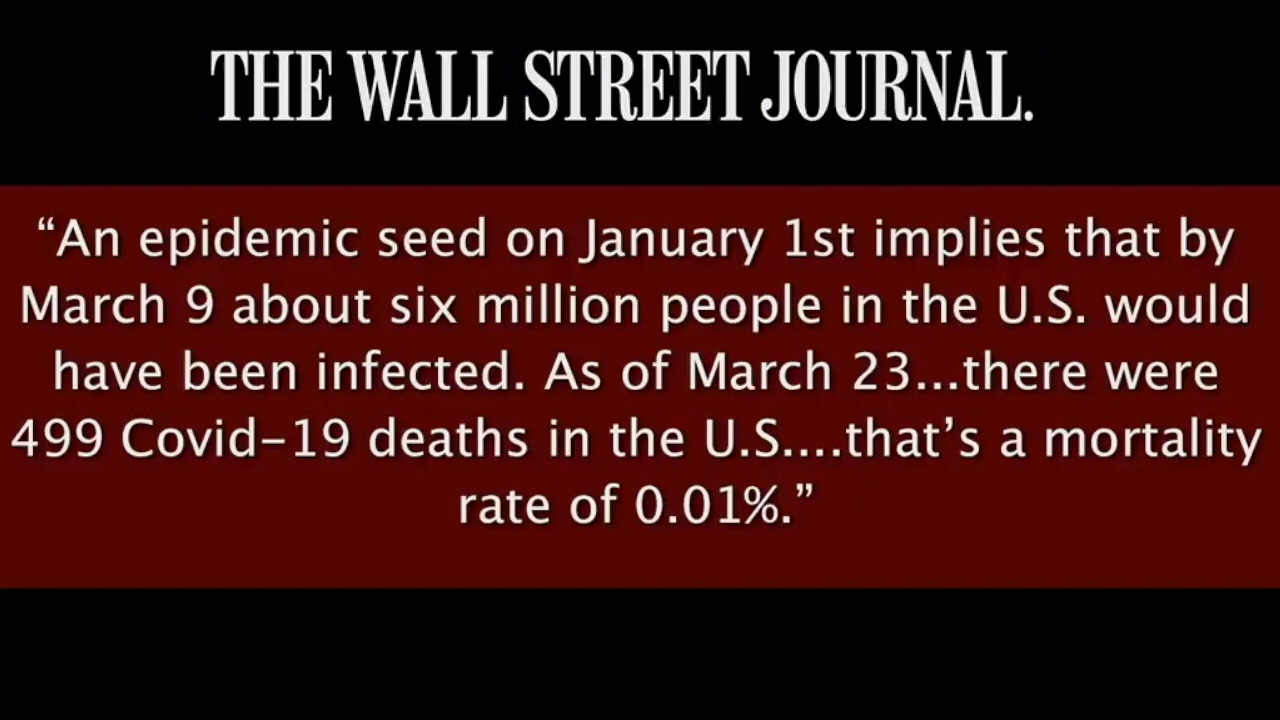 THE WALL STREET JOURNAL.
“An epidemic seed on January 1st implies that by
March 9 about six million people in the U.S. would
have been infected. As of March 23...there were
499 Covid–19 deaths in the U.S....that’s a mortality
rate of 0.01%.”